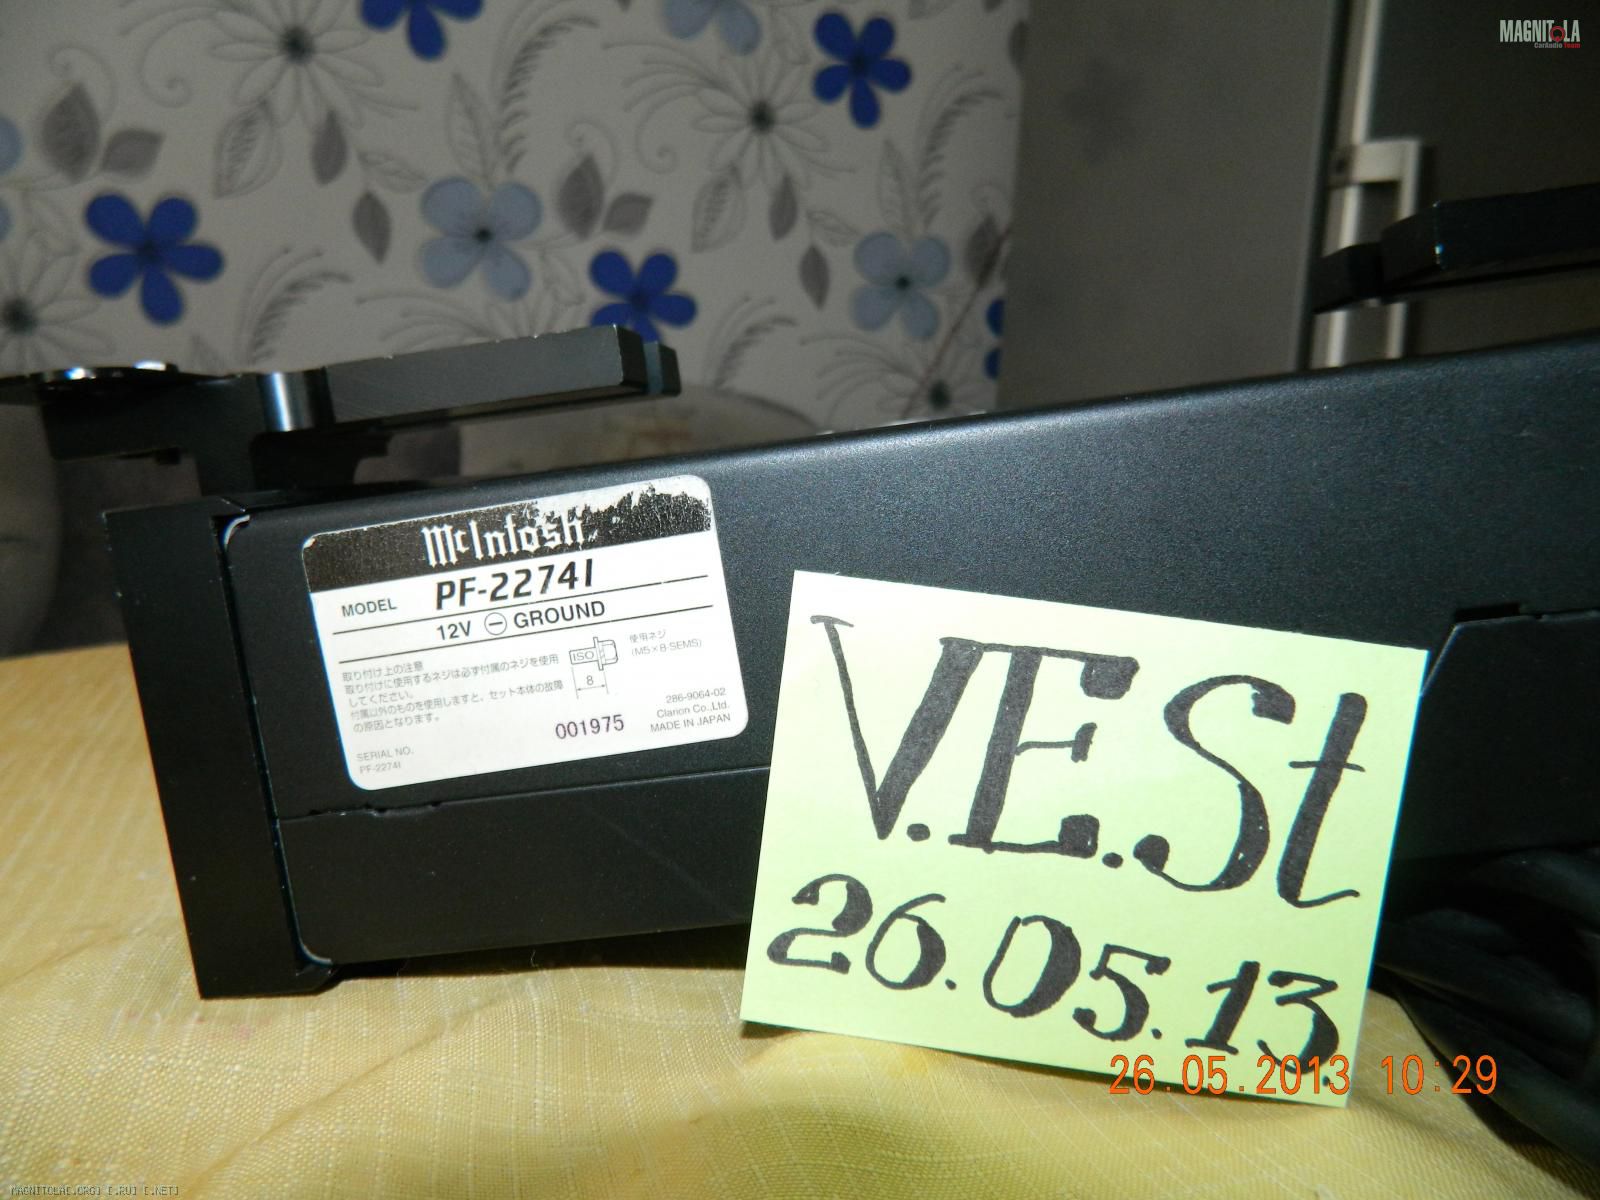 MAGNITOLA
CarAudio Team
McIntosh
MODEL PF-2274I
12V ⊖ GROUND
取り付け上の注意
取り付けに使用するネジは必ず付属のネジを使用
してください。
付属以外のものを使用しますと、セット本体の故障
の原因となります。
ISO
8
使用ネジ
(M5×8-SEMS)
286-9064-02
Clarion Co.,Ltd.
MADE IN JAPAN
001975
SERIAL NO.
PF-2274I
V.E.St
26.05.13.
26.05.2013 10:29
MAGNITOLA[.ORG] [.RU] [.NET]